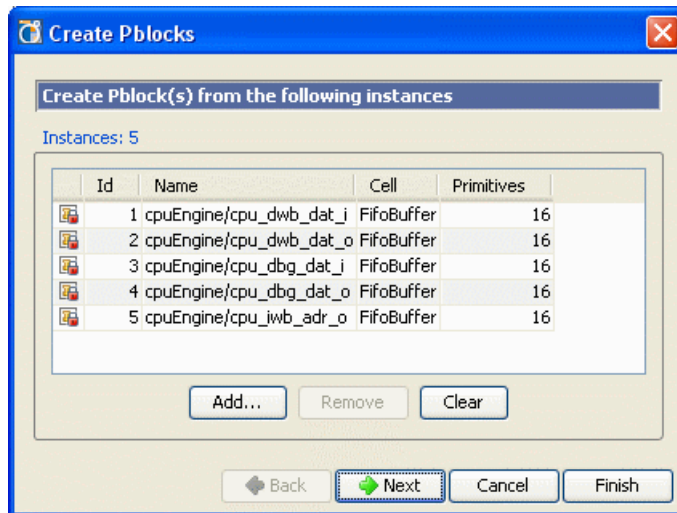 Create Pblocks
Create Pblock(s) from the following instances
Instances: 5
Id Name Cell Primitives
1 cpuEngine/cpu_dwb_dat_i FifoBuffer 16
2 cpuEngine/cpu_dwb_dat_o FifoBuffer 16
3 cpuEngine/cpu_dbg_dat_i FifoBuffer 16
4 cpuEngine/cpu_dbg_dat_o FifoBuffer 16
5 cpuEngine/cpu_iwb_adr_o FifoBuffer 16
Add... Remove Clear
Back Next Cancel Finish